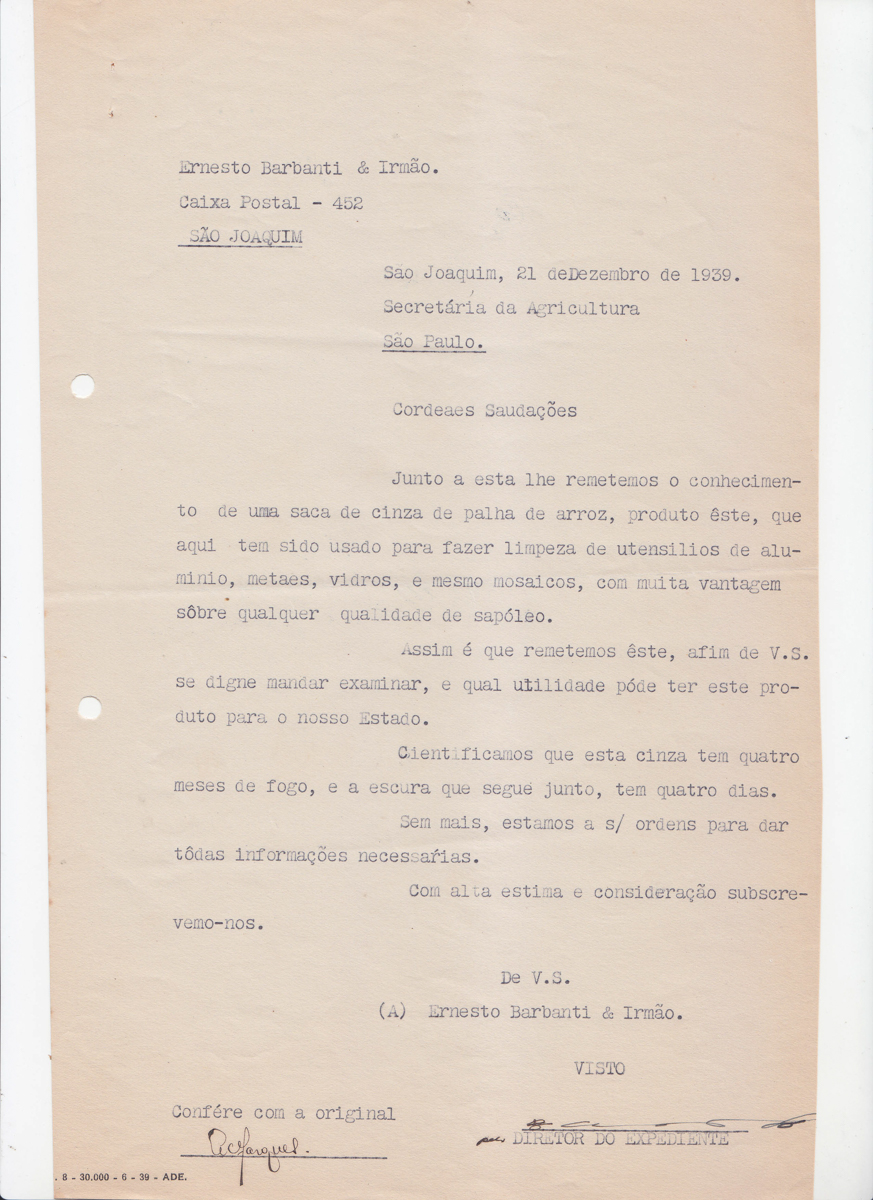 Ernesto Barbanti & Irmão.
Caixa Postal - 452
SÃO JOAQUIM
São Joaquim, 21 deDezembro de 1939.
Secretária da Agricultura
São Paulo.
Cordeaes Saudações
Junto a esta lhe remetemos o conhecimen-
to de uma saca de cinza de palha de arroz, produto êste, que
aqui tem sido usado para fazer limpeza de utensilios de alu-
minio, metaes, vidros, e mesmo mosaicos, com muita vantagem
sôbre qualquer qualidade de sapóleo.
Assim é que remetemos êste, afim de V.S.
se digne mandar examinar, e qual utilidade póde ter este pro-
duto para o nosso Estado.
Cientificamos que esta cinza tem quatro
meses de fogo, e a escura que segue junto, tem quatro dias.
Sem mais, estamos a s/ ordens para dar
tôdas informações necessarias.
Com alta estima e consideração subscre-
vemo-nos.
De V.S.
(A) Ernesto Barbanti & Irmão.
VISTO
Confére com a original
pelo DIRETOR DO EXPEDIENTE
. 8 - 30.000 - 6 - 39 - ADE.